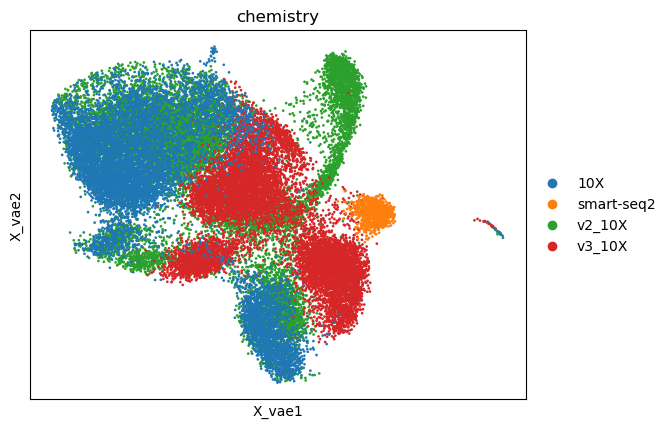 chemistry
X_vae2
10X
smart-seq2
v2_10X
v3_10X
X_vae1